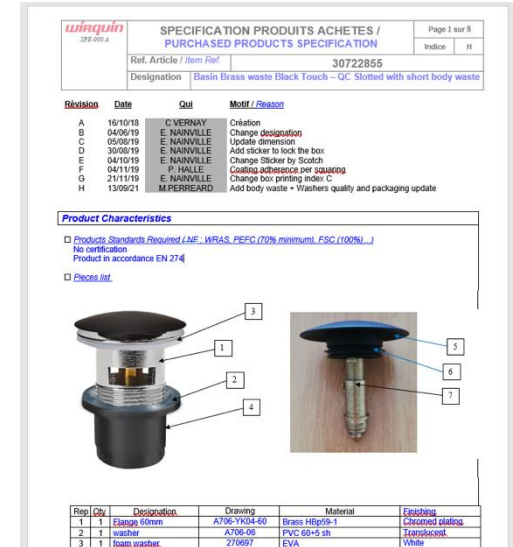 wirquin
SPE-008 A
SPECIFICATION PRODUITS ACHETES /
PURCHASED PRODUCTS SPECIFICATION
Page 1 sur 8
Indice H
Ref. Article / Item Ref. 30722855
Designation Basin Brass waste Black Touch – QC Slotted with short body waste
Révision Date Qui Motif / Reason
A 16/10/18 C VERNAY Création
B 04/06/19 E. NAINVILLE Change designation
C 05/08/19 E. NAINVILLE Update dimension
D 30/08/19 E. NAINVILLE Add sticker to lock the box
E 04/10/19 E. NAINVILLE Change Sticker by Scotch
F 04/11/19 P. HALLE Coating adherence per squaring
G 21/11/19 E. NAINVILLE Change box printing index C
H 13/09/21 M.PERREARD Add body waste + Washers quality and packaging update
Product Characteristics
Products Standards Required (NF ; WRAS, PEFC (70% minimum), FSC (100%)…)
No certification
Product in accordance EN 274
Pieces list
3
1
2
4
5
6
7
Rep Qty Designation Drawing Material Finishing
1 1 Flange 60mm A706-YK04-60 Brass HBp59-1 Chromed plating
2 1 washer A706-06 PVC 60+5 sh Translucent
3 1 foam washer 270697 EVA White